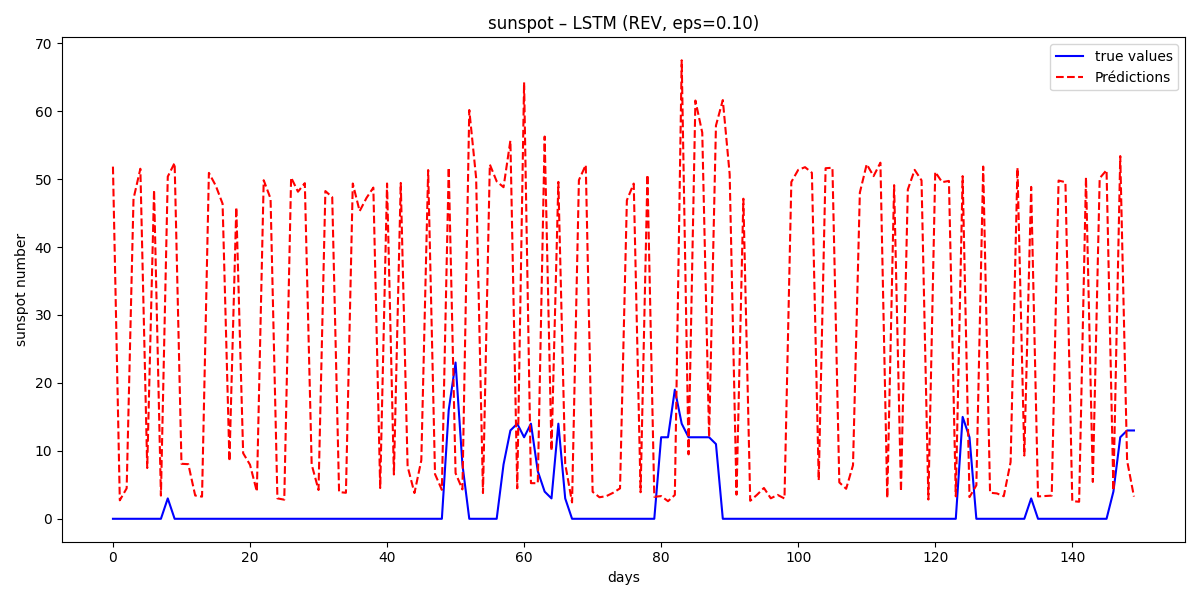 sunspot – LSTM (REV, eps=0.10)
70
60
50
40
30
20
10
0
sunspot number
true values
Prédictions
0 20 40 60 80 100 120 140
days